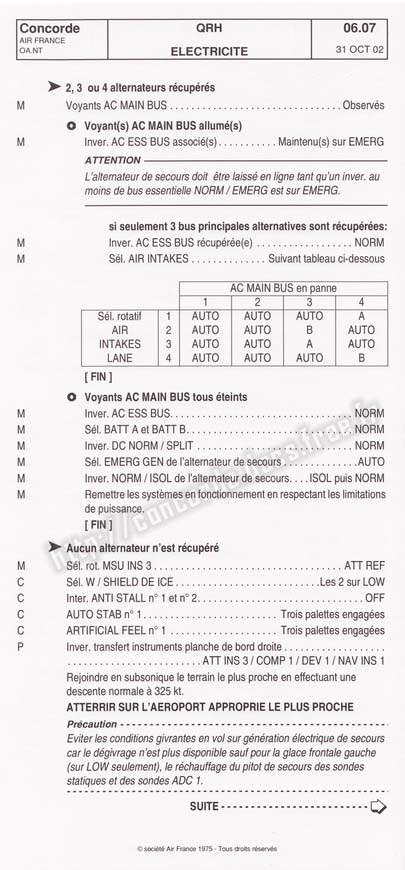 Concorde QRH 06.07
AIR FRANCE
OA.NT ELECTRICITE 31 OCT 02
➤ 2, 3 ou 4 alternateurs récupérés
M Voyants AC MAIN BUS . . . . . . . . . . . . . . . . . . . . . . . . . . . . . . . Observés
✪ Voyant(s) AC MAIN BUS allumé(s)
M Inver. AC ESS BUS associé(s) . . . . . . . . . . Maintenu(s) sur EMERG
ATTENTION
L'alternateur de secours doit être laissé en ligne tant qu'un inver. au
moins de bus essentielle NORM / EMERG est sur EMERG.
si seulement 3 bus principales alternatives sont récupérées:
M Inver. AC ESS BUS récupérée(e) . . . . . . . . . . . . . . . . . NORM
M Sél. AIR INTAKES . . . . . . . . . . . . . Suivant tableau ci-dessous
AC MAIN BUS en panne
1 2 3 4
Sél. rotatif 1 AUTO AUTO AUTO A
AIR 2 AUTO AUTO B AUTO
INTAKES 3 AUTO AUTO A AUTO
LANE 4 AUTO AUTO AUTO B
[ FIN ]
✪ Voyants AC MAIN BUS tous éteints
M Inver. AC ESS BUS. . . . . . . . . . . . . . . . . . . . . . . . . . . . . . . . NORM
M Sél. BATT A et BATT B. . . . . . . . . . . . . . . . . . . . . . . . . . . . . NORM
M Inver. DC NORM / SPLIT . . . . . . . . . . . . . . . . . . . . . . . . . . . . NORM
M Sél. EMERG GEN de l'alternateur de secours . . . . . . . . . . . . . AUTO
M Inver. NORM / ISOL de l'alternateur de secours. . . . ISOL puis NORM
M Remettre les systèmes en fonctionnement en respectant les limitations
de puissance.
[ FIN ]
➤ Aucun alternateur n'est récupéré
M Sél. rot. MSU INS 3 . . . . . . . . . . . . . . . . . . . . . . . . . . . . . . . . . . ATT REF
C Sél. W / SHIELD DE ICE . . . . . . . . . . . . . . . . . . . . . . . . . .Les 2 sur LOW
C Inter. ANTI STALL n° 1 et n° 2. . . . . . . . . . . . . . . . . . . . . . . . . . . . . . OFF
C AUTO STAB n° 1 . . . . . . . . . . . . . . . . . . . . . . . . Trois palettes engagées
C ARTIFICIAL FEEL n° 1 . . . . . . . . . . . . . . . . . . . Trois palettes engagées
P Inver. transfert instruments planche de bord droite . . . . . . . . . . . . . . . . . .
. . . . . . . . . . . . . . . . . . . . . . . . ATT INS 3 / COMP 1 / DEV 1 / NAV INS 1
Rejoindre en subsonique le terrain le plus proche en effectuant une
descente normale à 325 kt.
ATTERRIR SUR L'AEROPORT APPROPRIE LE PLUS PROCHE
Précaution
Eviter les conditions givrantes en vol sur génération électrique de secours
car le dégivrage n'est plus disponible sauf pour la glace frontale gauche
(sur LOW seulement), le réchauffage du pitot de secours des sondes
statiques et des sondes ADC 1.
SUITE
© société Air France 1975 - Tous droits réservés